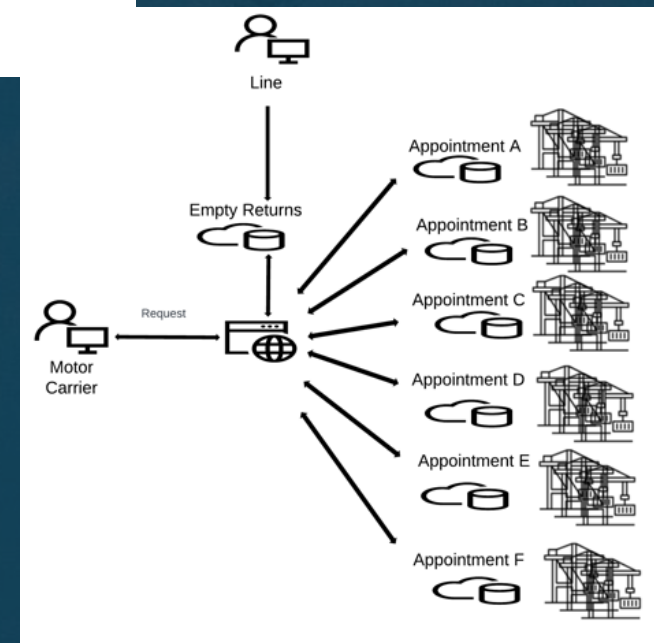 Line
Empty Returns
Request
Motor
Carrier
Appointment A
Appointment B
Appointment C
Appointment D
Appointment E
Appointment F